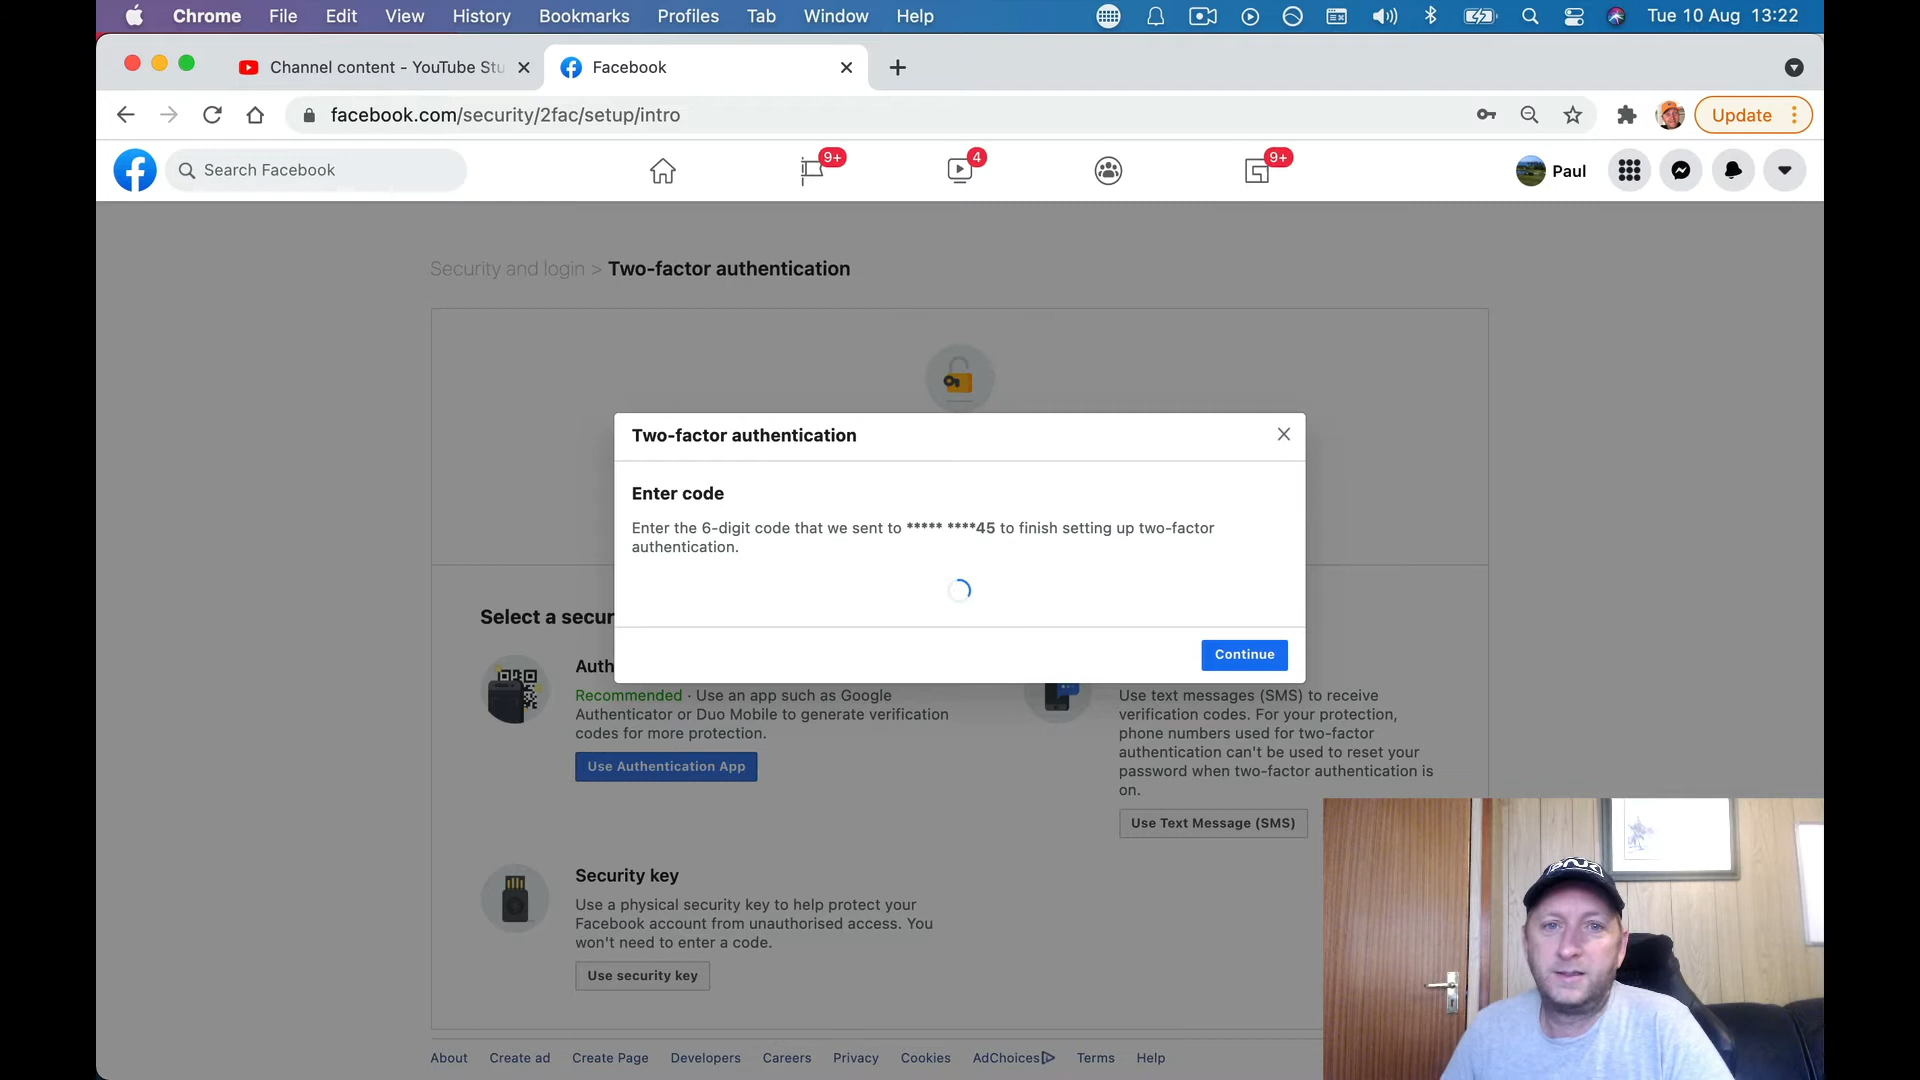 Chrome File Edit View History Bookmarks Profiles Tab Window Help Tue 10 Aug 13:22
Channel content - YouTube Stu Facebook
facebook.com/security/2fac/setup/intro Update
Search Facebook 9+ 4 9+ Paul
Security and login > Two-factor authentication
Two-factor authentication
Enter code
Enter the 6-digit code that we sent to ***** ****45 to finish setting up two-factor
authentication.
Continue
Select a secur
Auth
Recommended · Use an app such as Google
Authenticator or Duo Mobile to generate verification
codes for more protection.
Use Authentication App
Use text messages (SMS) to receive
verification codes. For your protection,
phone numbers used for two-factor
authentication can't be used to reset your
password when two-factor authentication is
on.
Use Text Message (SMS)
Security key
Use a physical security key to help protect your
Facebook account from unauthorised access. You
won't need to enter a code.
Use security key
About Create ad Create Page Developers Careers Privacy Cookies AdChoices Terms Help